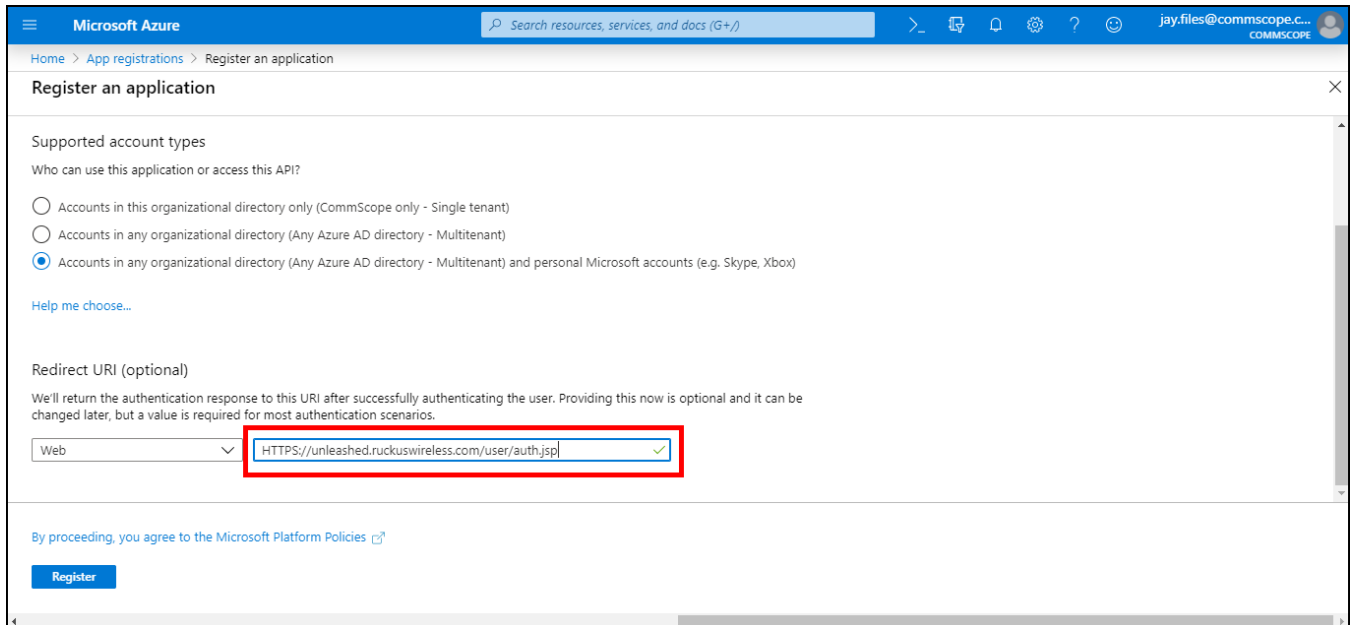 Microsoft Azure
Search resources, services, and docs (G+/)
jay.files@commscope.c...
COMMSCOPE
Home > App registrations > Register an application
Register an application
Supported account types
Who can use this application or access this API?
Accounts in this organizational directory only (CommScope only - Single tenant)
Accounts in any organizational directory (Any Azure AD directory - Multitenant)
Accounts in any organizational directory (Any Azure AD directory - Multitenant) and personal Microsoft accounts (e.g. Skype, Xbox)
Help me choose...
Redirect URI (optional)
We'll return the authentication response to this URI after successfully authenticating the user. Providing this now is optional and it can be
changed later, but a value is required for most authentication scenarios.
Web
HTTPS://unleashed.ruckuswireless.com/user/auth.jsp
By proceeding, you agree to the Microsoft Platform Policies
Register